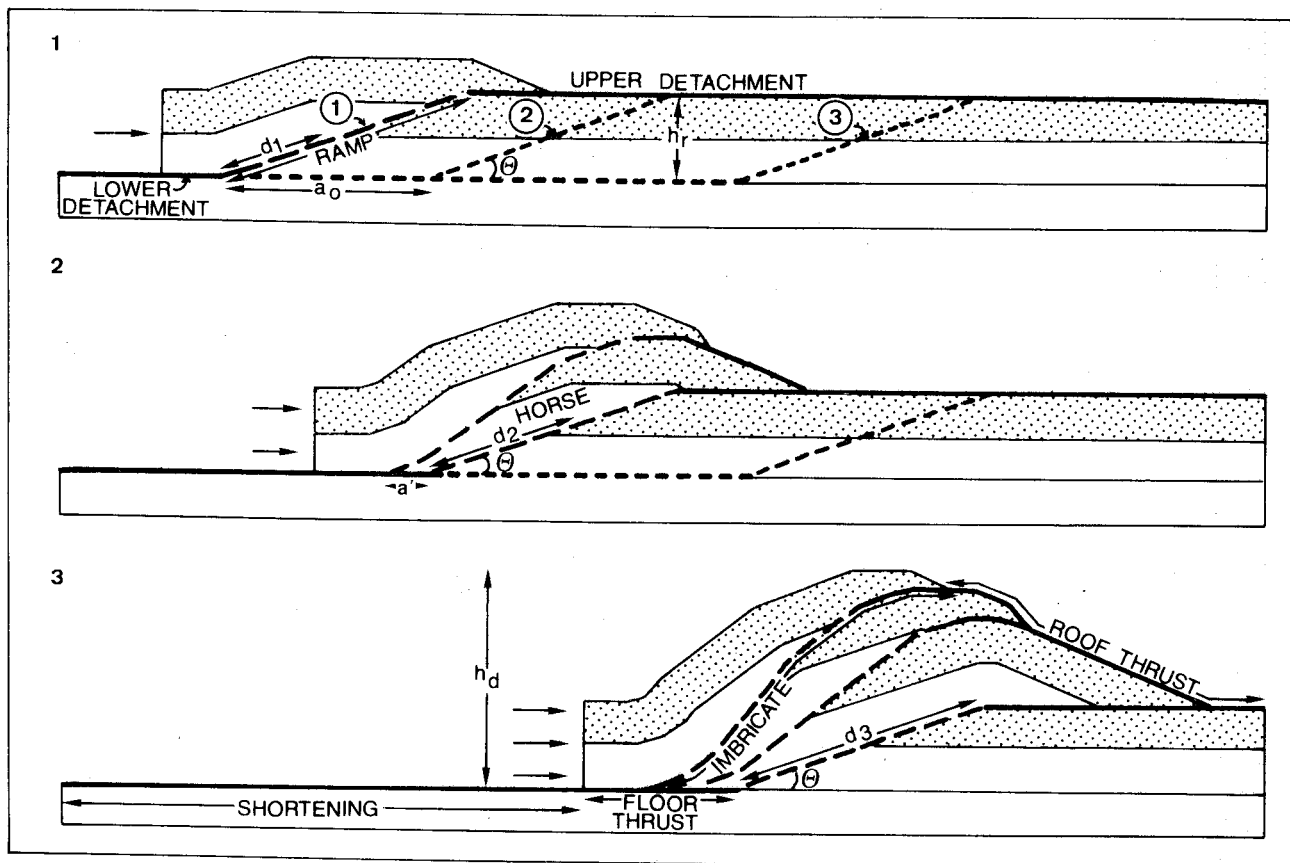 1
UPPER DETACHMENT
1
2
3
d1
RAMP
hr
Θ
LOWER
DETACHMENT
ao
2
HORSE
d2
Θ
a'
3
hd
ROOF THRUST
IMBRICATE
d3
Θ
SHORTENING
FLOOR
THRUST